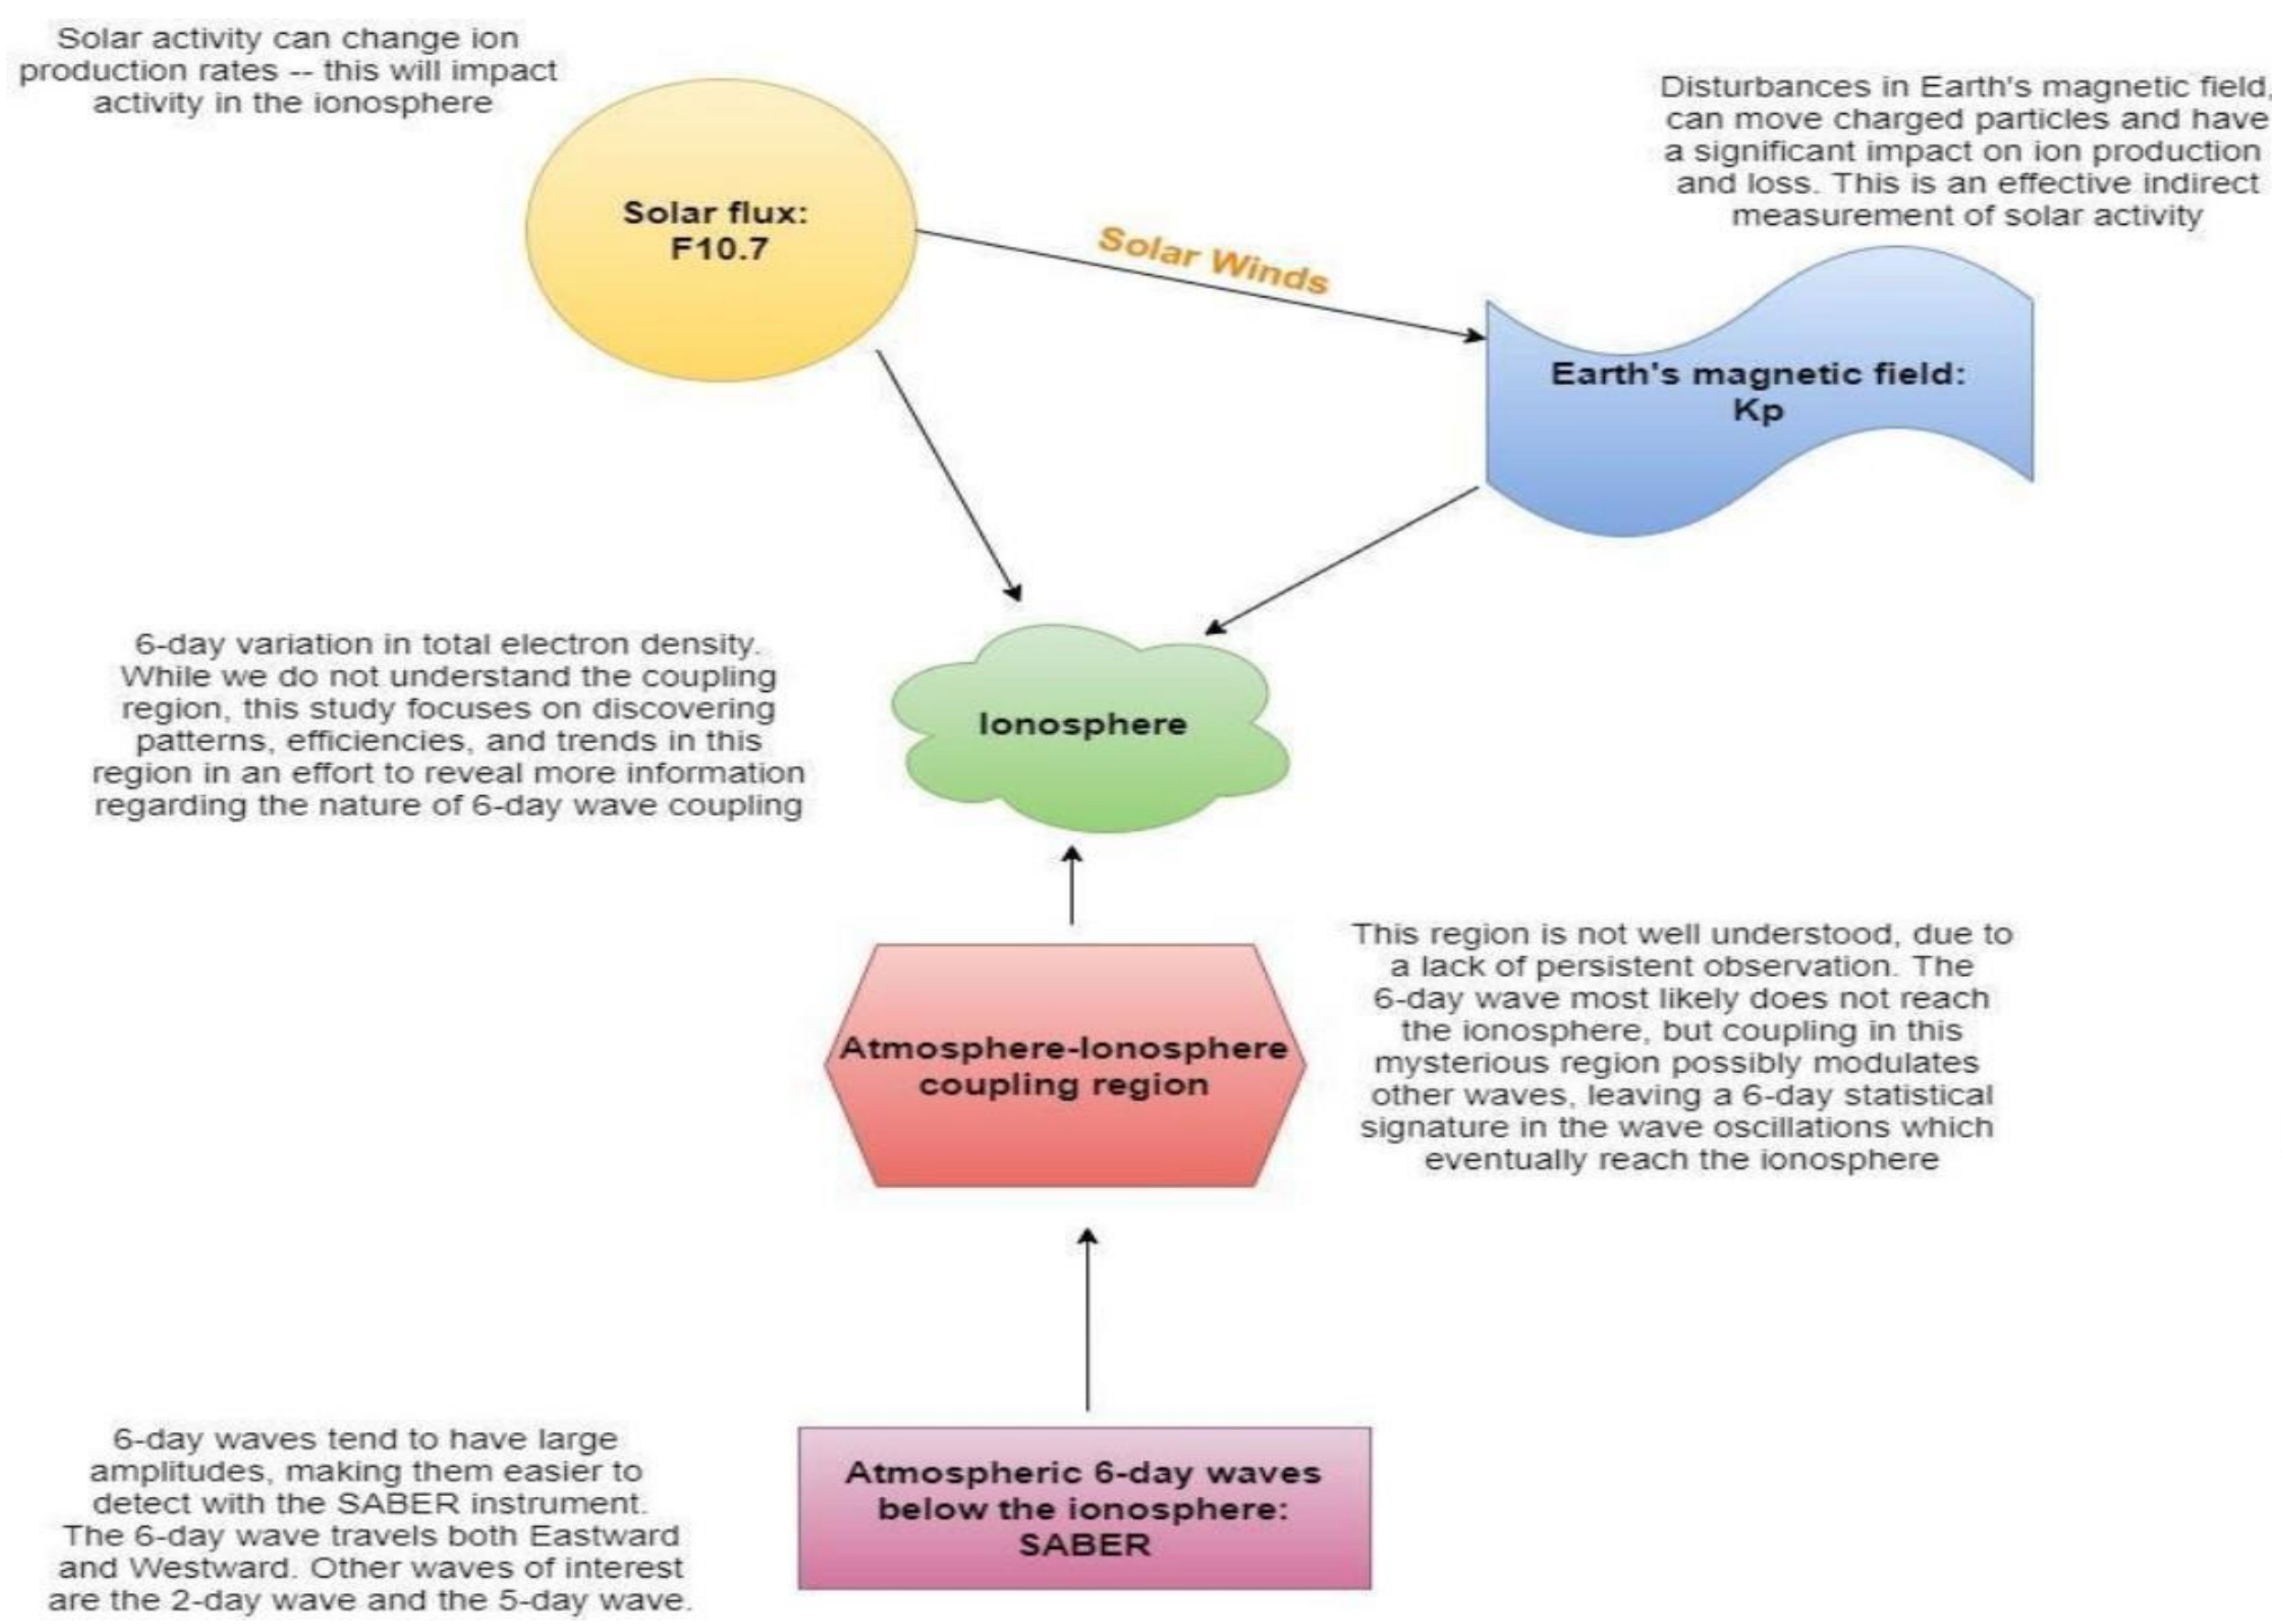 Solar activity can change ion
production rates -- this will impact
activity in the ionosphere
Disturbances in Earth's magnetic field,
can move charged particles and have
a significant impact on ion production
and loss. This is an effective indirect
measurement of solar activity
Solar flux:
F10.7
Solar Winds
Earth's magnetic field:
Kp
6-day variation in total electron density.
While we do not understand the coupling
region, this study focuses on discovering
patterns, efficiencies, and trends in this
region in an effort to reveal more information
regarding the nature of 6-day wave coupling
Ionosphere
Atmosphere-Ionosphere
coupling region
This region is not well understood, due to
a lack of persistent observation. The
6-day wave most likely does not reach
the ionosphere, but coupling in this
mysterious region possibly modulates
other waves, leaving a 6-day statistical
signature in the wave oscillations which
eventually reach the ionosphere
6-day waves tend to have large
amplitudes, making them easier to
detect with the SABER instrument.
The 6-day wave travels both Eastward
and Westward. Other waves of interest
are the 2-day wave and the 5-day wave.
Atmospheric 6-day waves
below the ionosphere:
SABER